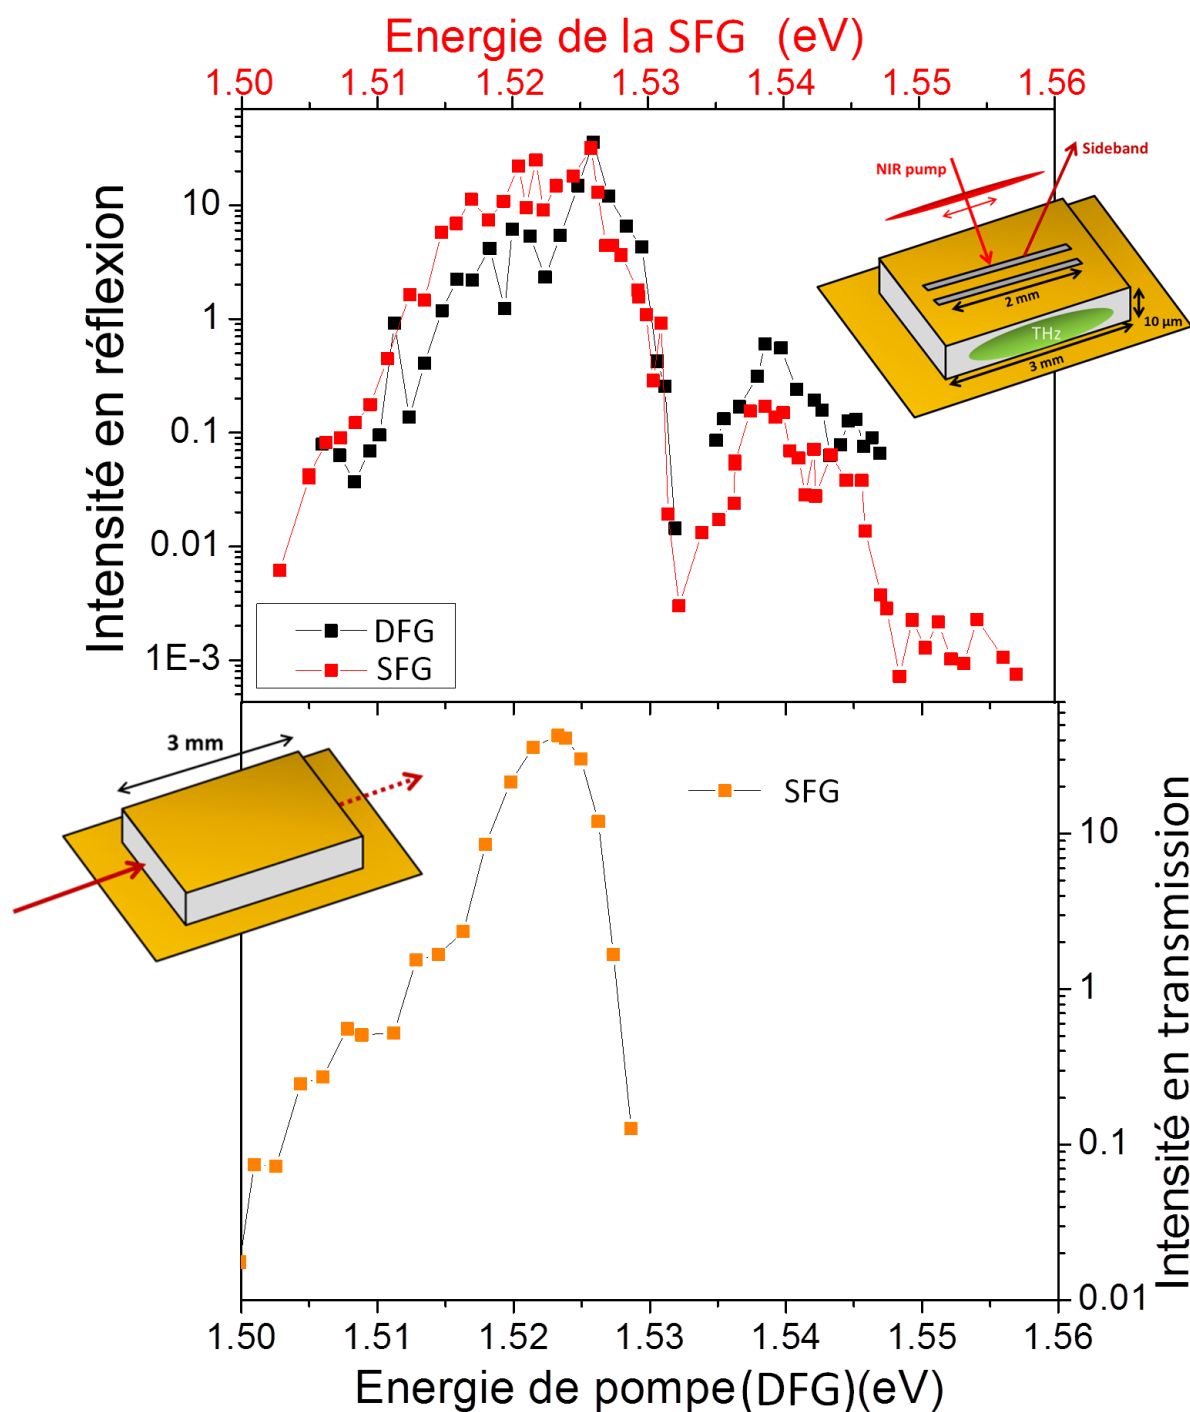 Energie de la SFG (eV)
1.50 1.51 1.52 1.53 1.54 1.55 1.56
Intensité en réflexion
10
1
0.1
0.01
1E-3
DFG
SFG
NIR pump
Sideband
2 mm
THz
3 mm
10 µm
3 mm
SFG
Intensité en transmission
10
1
0.1
0.01
1.50 1.51 1.52 1.53 1.54 1.55 1.56
Energie de pompe(DFG)(eV)